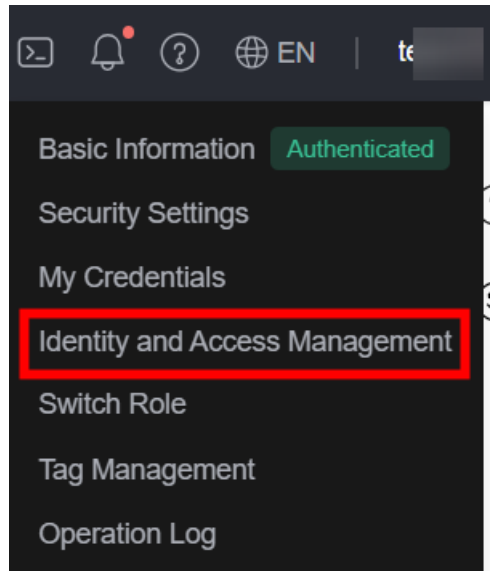 EN
Basic Information Authenticated
Security Settings
My Credentials
Identity and Access Management
Switch Role
Tag Management
Operation Log